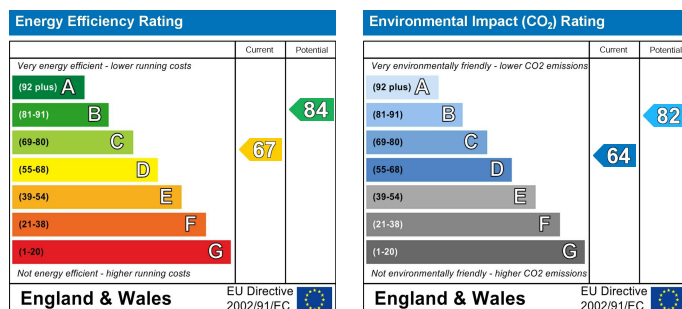 Energy Efficiency Rating
Current Potential
Very energy efficient - lower running costs
(92 plus) A
(81-91) B
(69-80) C
(55-68) D
(39-54) E
(21-38) F
(1-20) G
67
84
Not energy efficient - higher running costs
England & Wales
EU Directive
2002/91/EC
Environmental Impact (CO₂) Rating
Current Potential
Very environmentally friendly - lower CO2 emissions
(92 plus) A
(81-91) B
(69-80) C
(55-68) D
(39-54) E
(21-38) F
(1-20) G
64
82
Not environmentally friendly - higher CO2 emissions
England & Wales
EU Directive
2002/91/EC